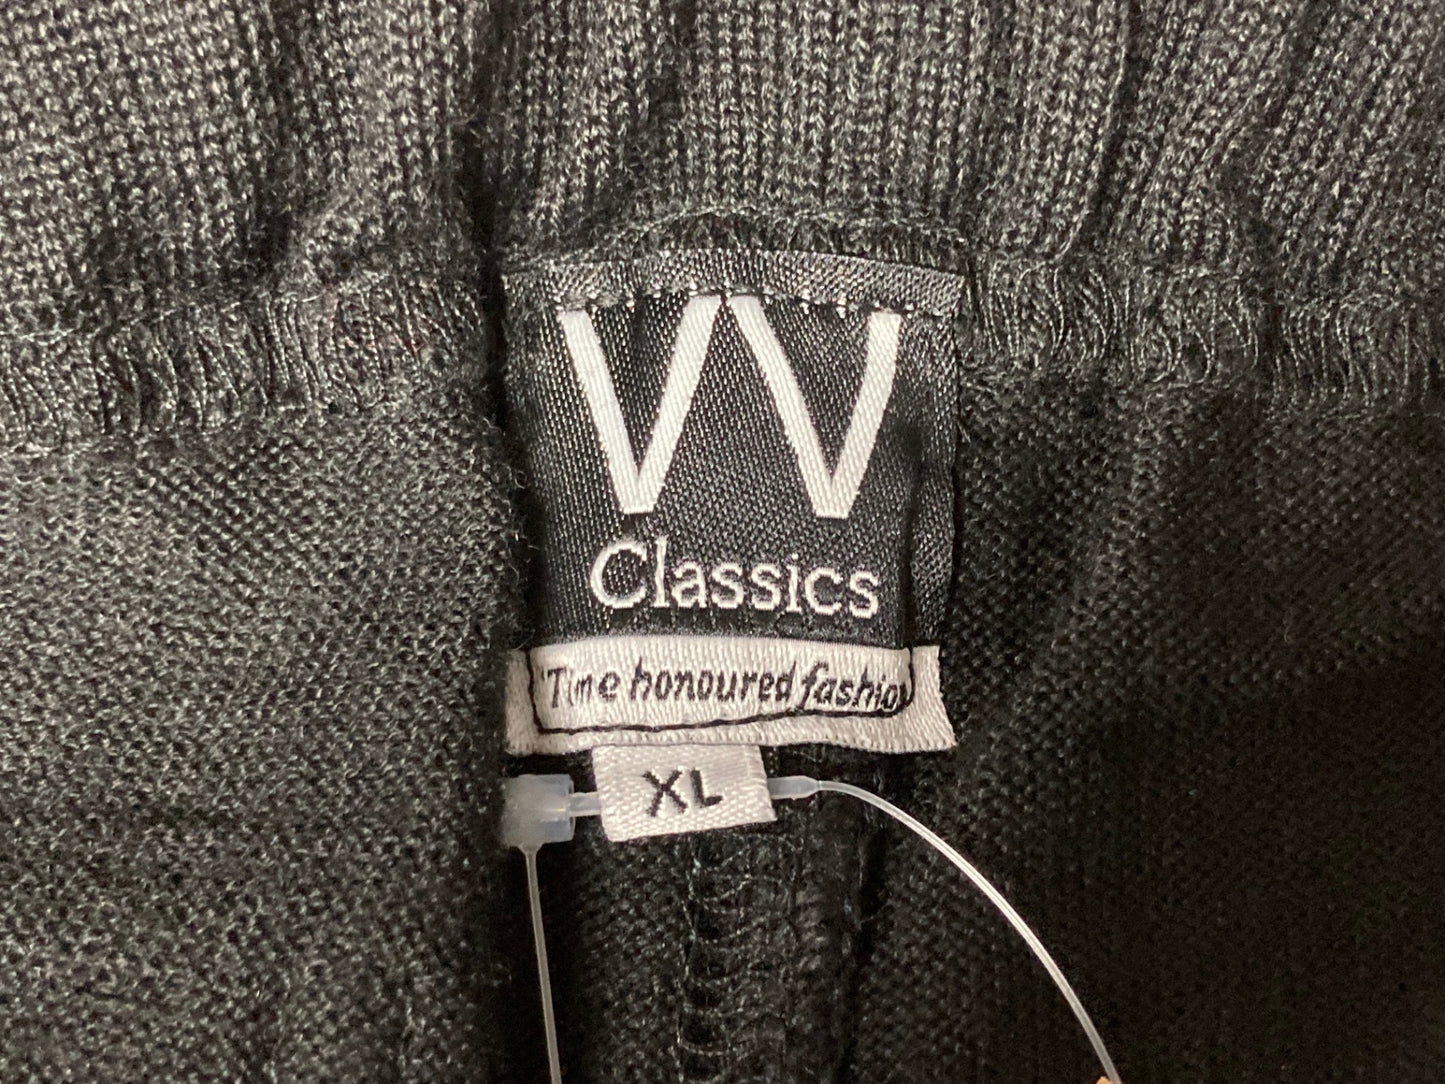 W
Classics
'Time honoured fashion
XL